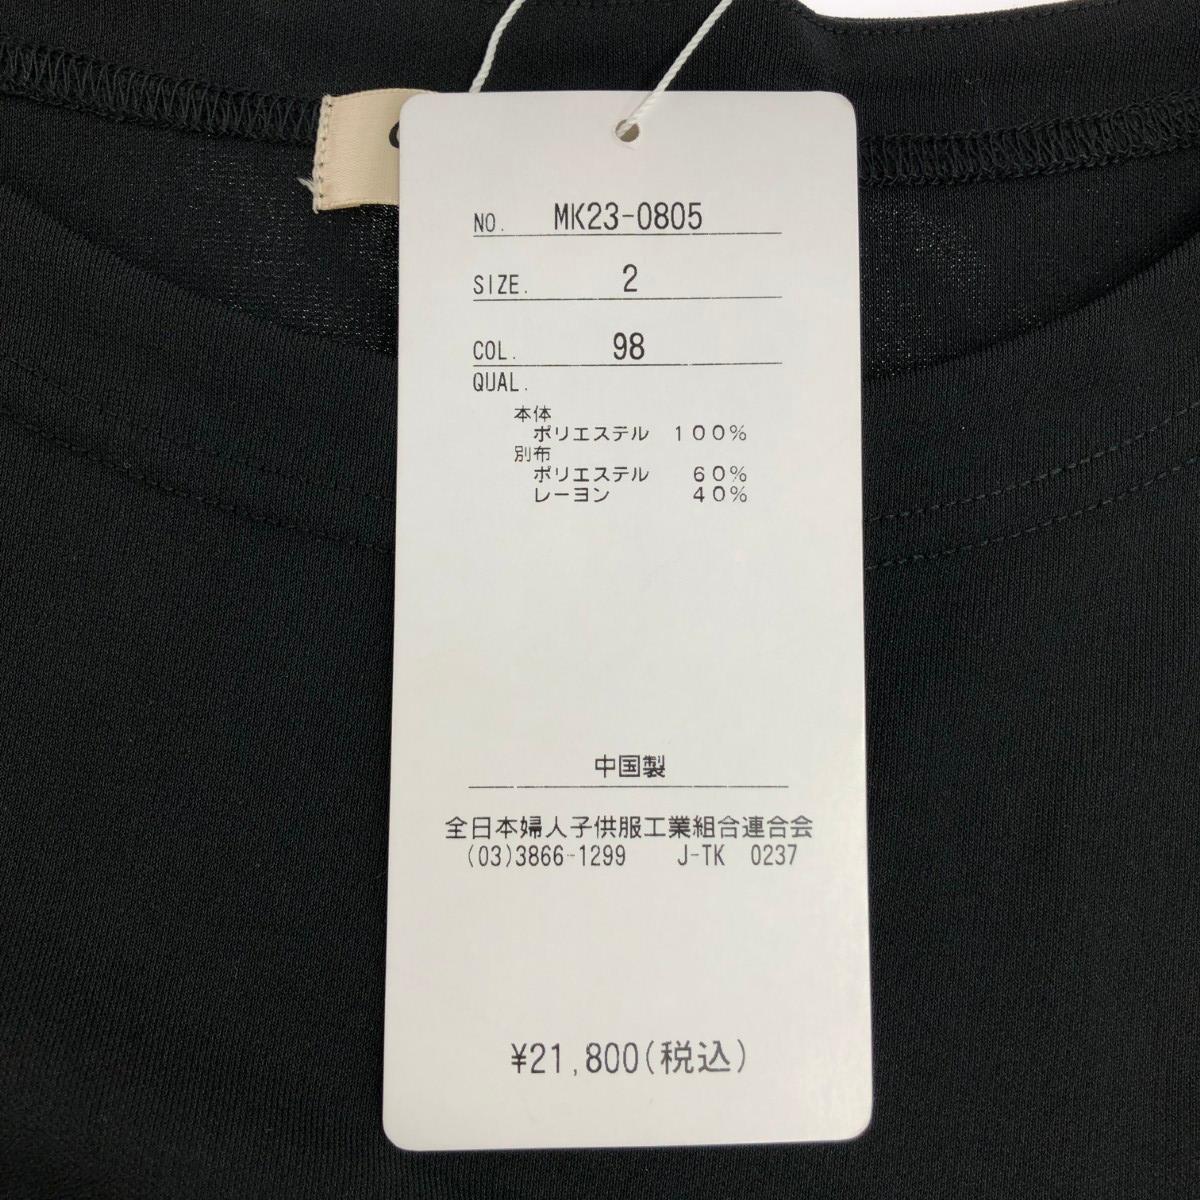 NO. MK23-0805
SIZE. 2
COL. 98
QUAL.
本体
ポリエステル 100%
別布
ポリエステル 60%
レーヨン 40%
中国製
全日本婦人子供服工業組合連合会
(03)3866-1299 J-TK 0237
¥21,800(税込)